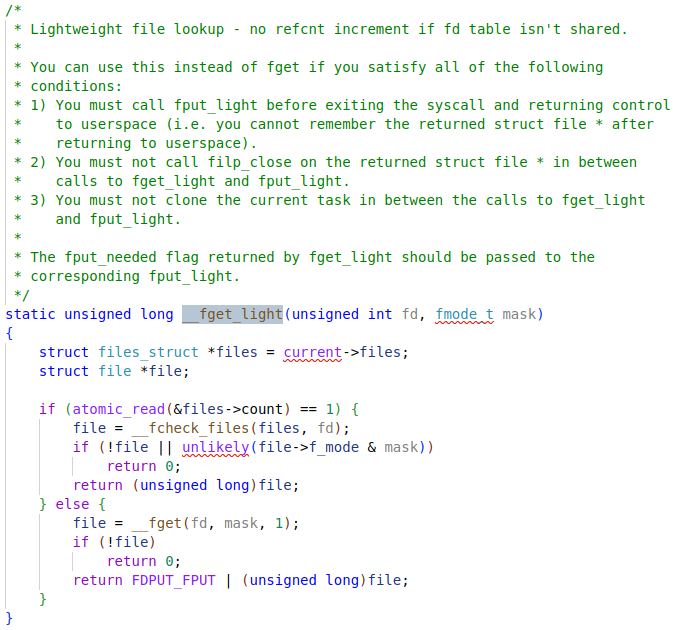 /*
 * Lightweight file lookup - no refcnt increment if fd table isn't shared.
 *
 * You can use this instead of fget if you satisfy all of the following
 * conditions:
 * 1) You must call fput_light before exiting the syscall and returning control
 *    to userspace (i.e. you cannot remember the returned struct file * after
 *    returning to userspace).
 * 2) You must not call filp_close on the returned struct file * in between
 *    calls to fget_light and fput_light.
 * 3) You must not clone the current task in between the calls to fget_light
 *    and fput_light.
 *
 * The fput_needed flag returned by fget_light should be passed to the
 * corresponding fput_light.
 */
static unsigned long __fget_light(unsigned int fd, fmode_t mask)
{
    struct files_struct *files = current->files;
    struct file *file;

    if (atomic_read(&files->count) == 1) {
        file = __fcheck_files(files, fd);
        if (!file || unlikely(file->f_mode & mask))
            return 0;
        return (unsigned long)file;
    } else {
        file = __fget(fd, mask, 1);
        if (!file)
            return 0;
        return FDPUT_FPUT | (unsigned long)file;
    }
}